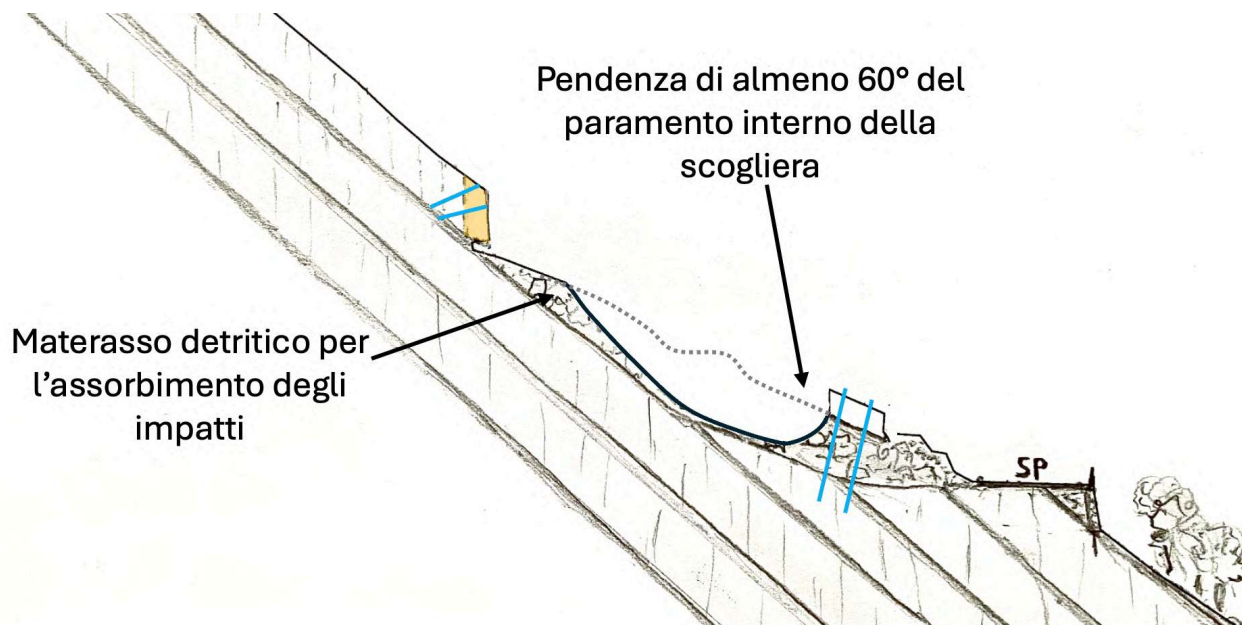 Pendenza di almeno 60° del
paramento interno della
scogliera
Materasso detritico per
l'assorbimento degli
impatti
SP